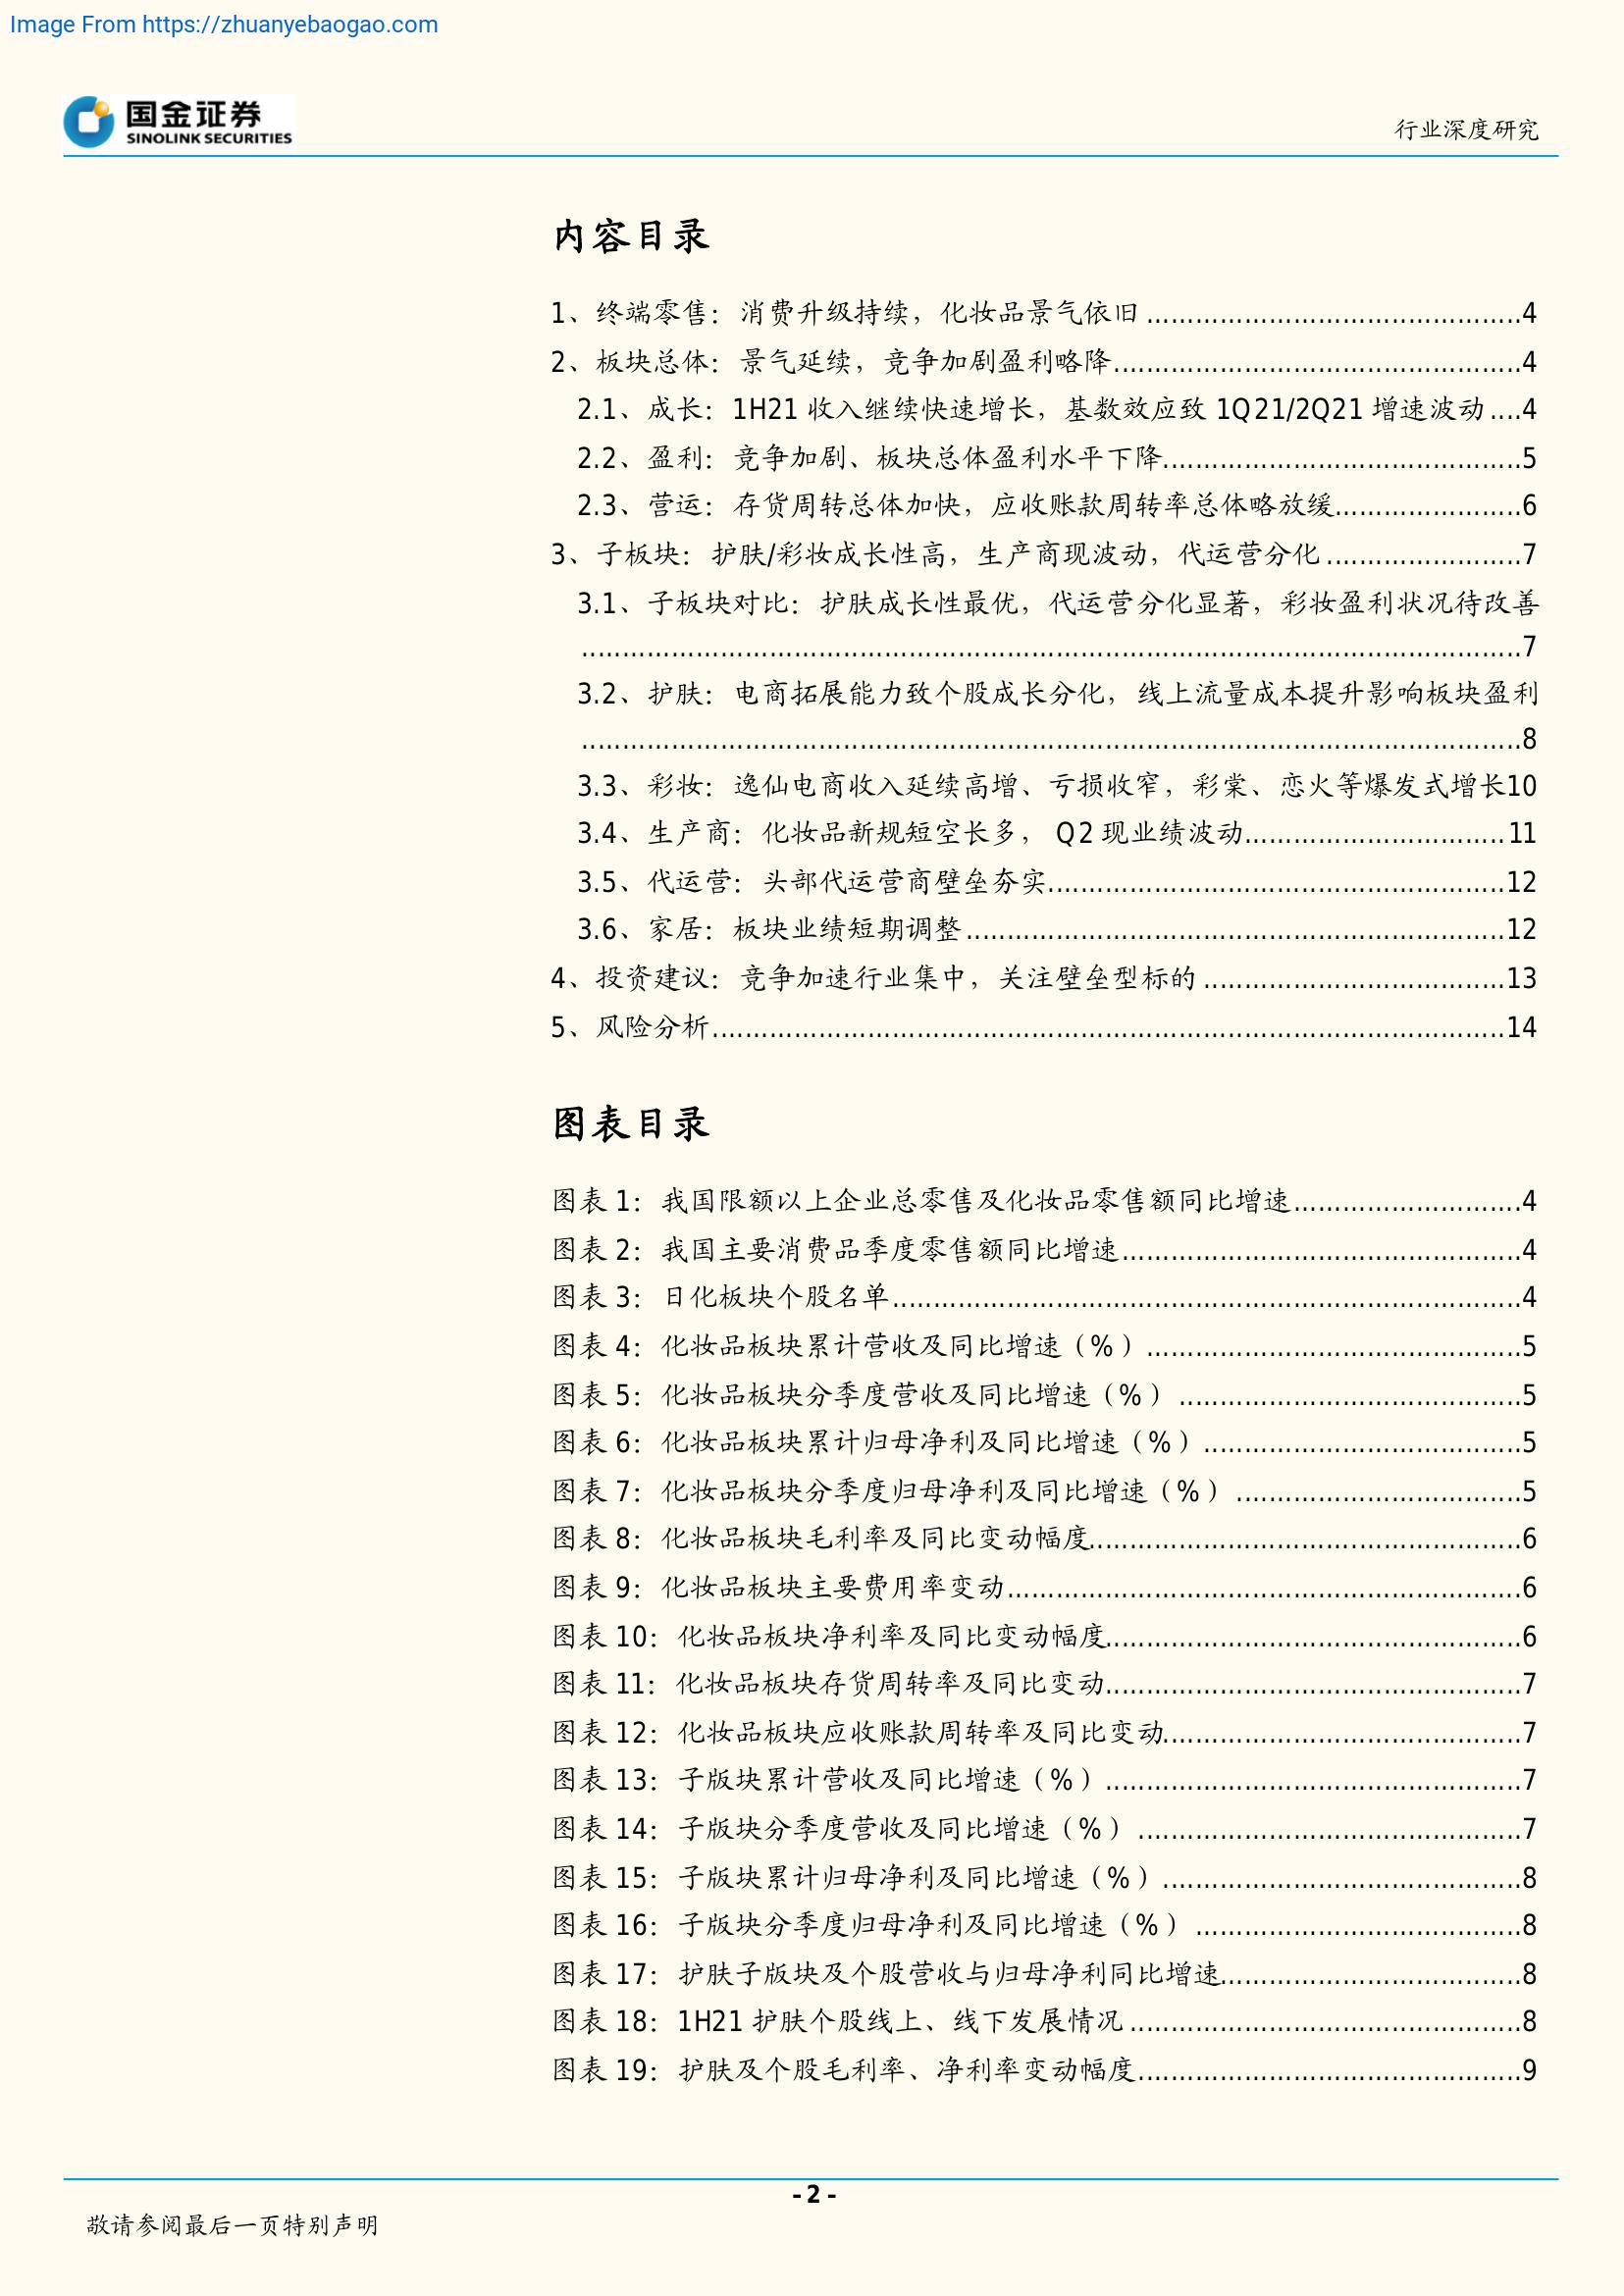 Image From https://zhuanyebaogao.com
国金证券
SINOLINK SECURITIES
行业深度研究
内容目录
1、终端零售：消费升级持续，化妆品景气依旧..............................................4
2、板块总体：景气延续，竞争加剧盈利略降..................................................4
2.1、成长：1H21 收入继续快速增长，基数效应致 1Q21/2Q21 增速波动....4
2.2、盈利：竞争加剧、板块总体盈利水平下降............................................5
2.3、营运：存货周转总体加快，应收账款周转率总体略放缓.......................6
3、子板块：护肤/彩妆成长性高，生产商现波动，代运营分化........................7
3.1、子板块对比：护肤成长性最优，代运营分化显著，彩妆盈利状况待改善
...................................................................................................................7
3.2、护肤：电商拓展能力致个股成长分化，线上流量成本提升影响板块盈利
...................................................................................................................8
3.3、彩妆：逸仙电商收入延续高增、亏损收窄，彩棠、恋火等爆发式增长10
3.4、生产商：化妆品新规短空长多， Q2 现业绩波动................................11
3.5、代运营：头部代运营商壁垒夯实........................................................12
3.6、家居：板块业绩短期调整..................................................................12
4、投资建议：竞争加速行业集中，关注壁垒型标的.....................................13
5、风险分析.................................................................................................14
图表目录
图表 1：我国限额以上企业总零售及化妆品零售额同比增速............................4
图表 2：我国主要消费品季度零售额同比增速.................................................4
图表 3：日化板块个股名单.............................................................................4
图表 4：化妆品板块累计营收及同比增速（%）..............................................5
图表 5：化妆品板块分季度营收及同比增速（%）..........................................5
图表 6：化妆品板块累计归母净利及同比增速（%）.......................................5
图表 7：化妆品板块分季度归母净利及同比增速（%）...................................5
图表 8：化妆品板块毛利率及同比变动幅度.....................................................6
图表 9：化妆品板块主要费用率变动...............................................................6
图表 10：化妆品板块净利率及同比变动幅度...................................................6
图表 11：化妆品板块存货周转率及同比变动...................................................7
图表 12：化妆品板块应收账款周转率及同比变动............................................7
图表 13：子版块累计营收及同比增速（%）...................................................7
图表 14：子版块分季度营收及同比增速（%）...............................................7
图表 15：子版块累计归母净利及同比增速（%）............................................8
图表 16：子版块分季度归母净利及同比增速（%）........................................8
图表 17：护肤子版块及个股营收与归母净利同比增速.....................................8
图表 18：1H21 护肤个股线上、线下发展情况................................................8
图表 19：护肤及个股毛利率、净利率变动幅度...............................................9
- 2 -
敬请参阅最后一页特别声明